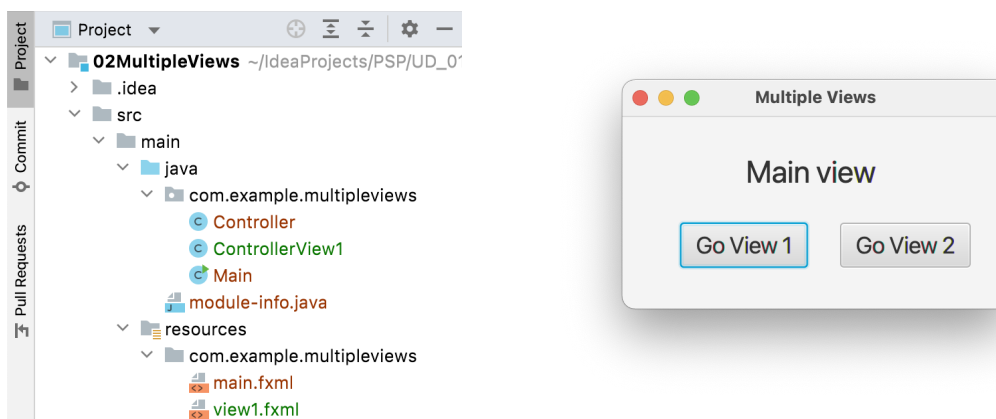 Project
Commit
Pull Requests
Project
02MultipleViews ~/IdeaProjects/PSP/UD_01
.idea
src
main
java
com.example.multipleviews
Controller
ControllerView1
Main
module-info.java
resources
com.example.multipleviews
main.fxml
view1.fxml
Multiple Views
Main view
Go View 1 Go View 2